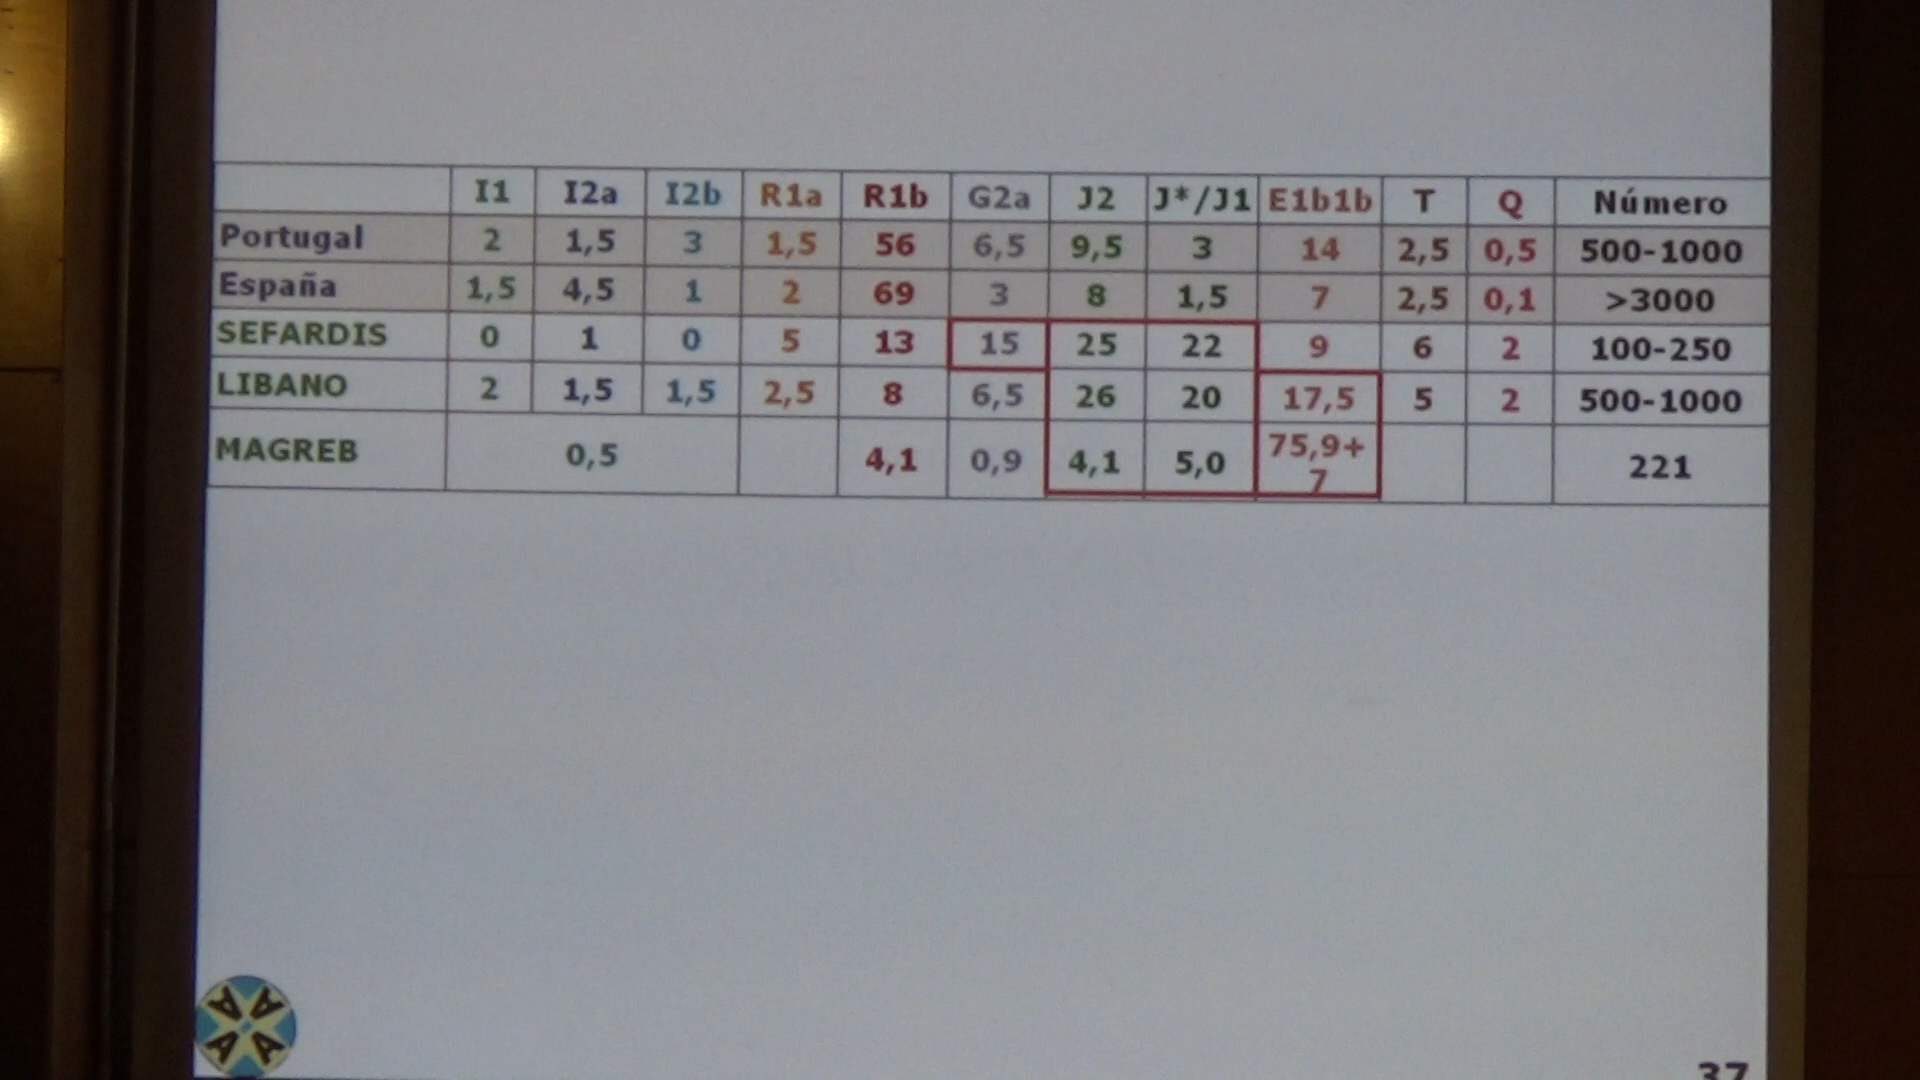 I1 I2a I2b R1a R1b G2a J2 J*/J1 E1b1b T Q Número
Portugal 2 1,5 3 1,5 56 6,5 9,5 3 14 2,5 0,5 500-1000
España 1,5 4,5 1 2 69 3 8 1,5 7 2,5 0,1 >3000
SEFARDIS 0 1 0 5 13 15 25 22 9 6 2 100-250
LIBANO 2 1,5 1,5 2,5 8 6,5 26 20 17,5 5 2 500-1000
MAGREB 0,5 4,1 0,9 4,1 5,0 75,9+ 221
7
A A A A
37